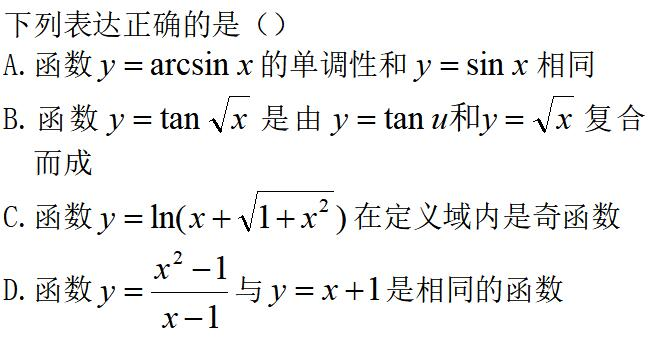 下列表达正确的是（）
A. 函数 y = arcsin x 的单调性和 y = sin x 相同
B. 函数 y = tan √x 是由 y = tan u和y = √x 复合
而成
C. 函数 y = ln(x + √(1 + x²)) 在定义域内是奇函数
D. 函数 y = (x² − 1)/(x − 1) 与 y = x + 1 是相同的函数